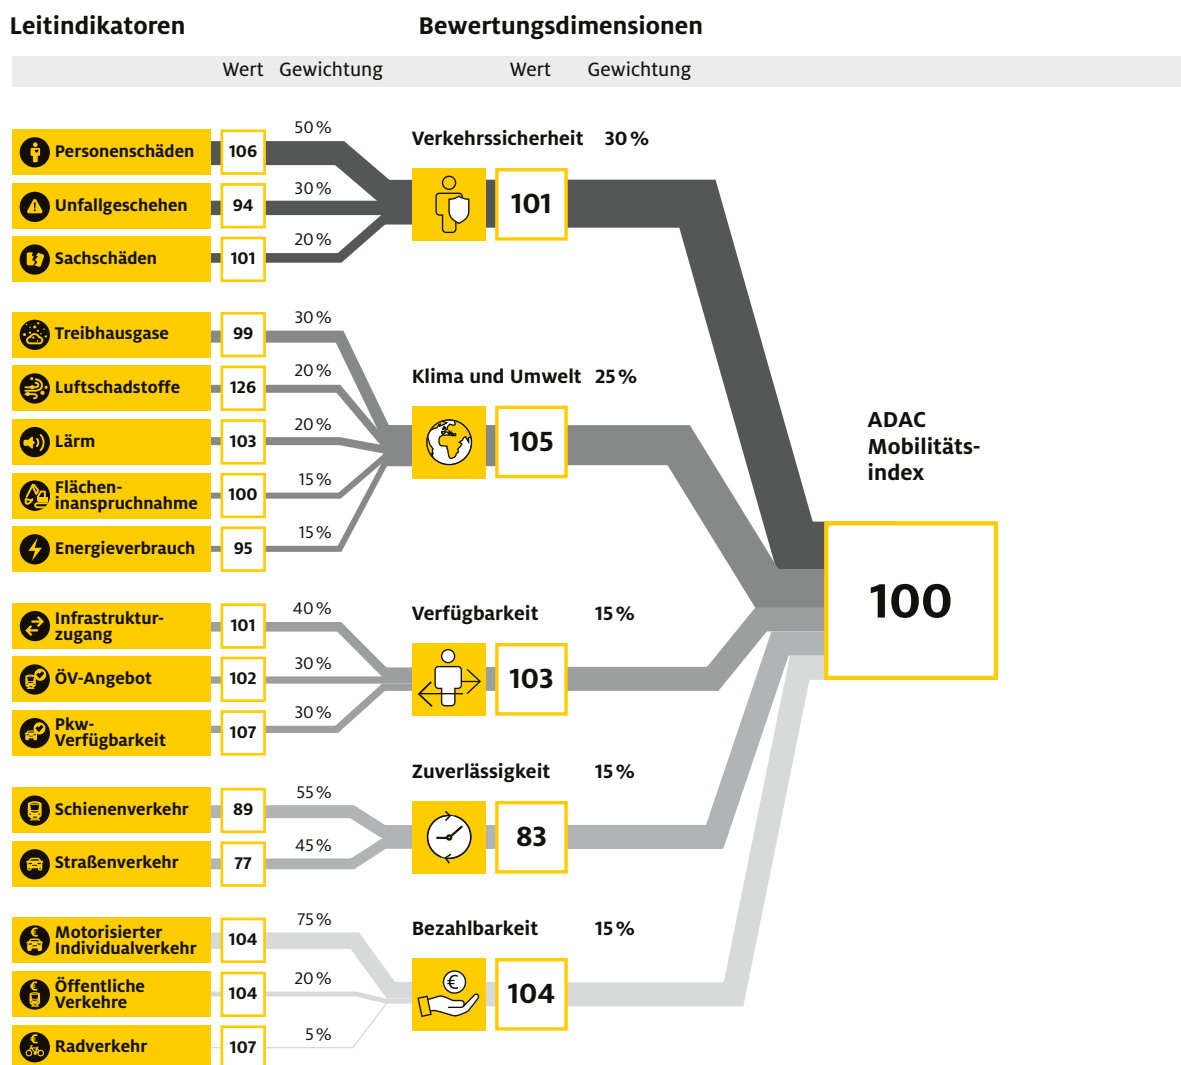 Leitindikatoren
Bewertungsdimensionen
Wert Gewichtung
Wert Gewichtung
Personenschäden 106 50 %
Unfallgeschehen 94 30 %
Sachschäden 101 20 %
Verkehrssicherheit 30 %
101
Treibhausgase 99 30 %
Luftschadstoffe 126 20 %
Lärm 103 20 %
Flächen-
inanspruchnahme 100 15 %
Energieverbrauch 95 15 %
Klima und Umwelt 25 %
105
Infrastruktur-
zugang 101 40 %
ÖV-Angebot 102 30 %
Pkw-
Verfügbarkeit 107 30 %
Verfügbarkeit 15 %
103
Schienenverkehr 89 55 %
Straßenverkehr 77 45 %
Zuverlässigkeit 15 %
83
Motorisierter
Individualverkehr 104 75 %
Öffentliche
Verkehre 104 20 %
Radverkehr 107 5 %
Bezahlbarkeit 15 %
€
104
ADAC
Mobilitäts-
index
100